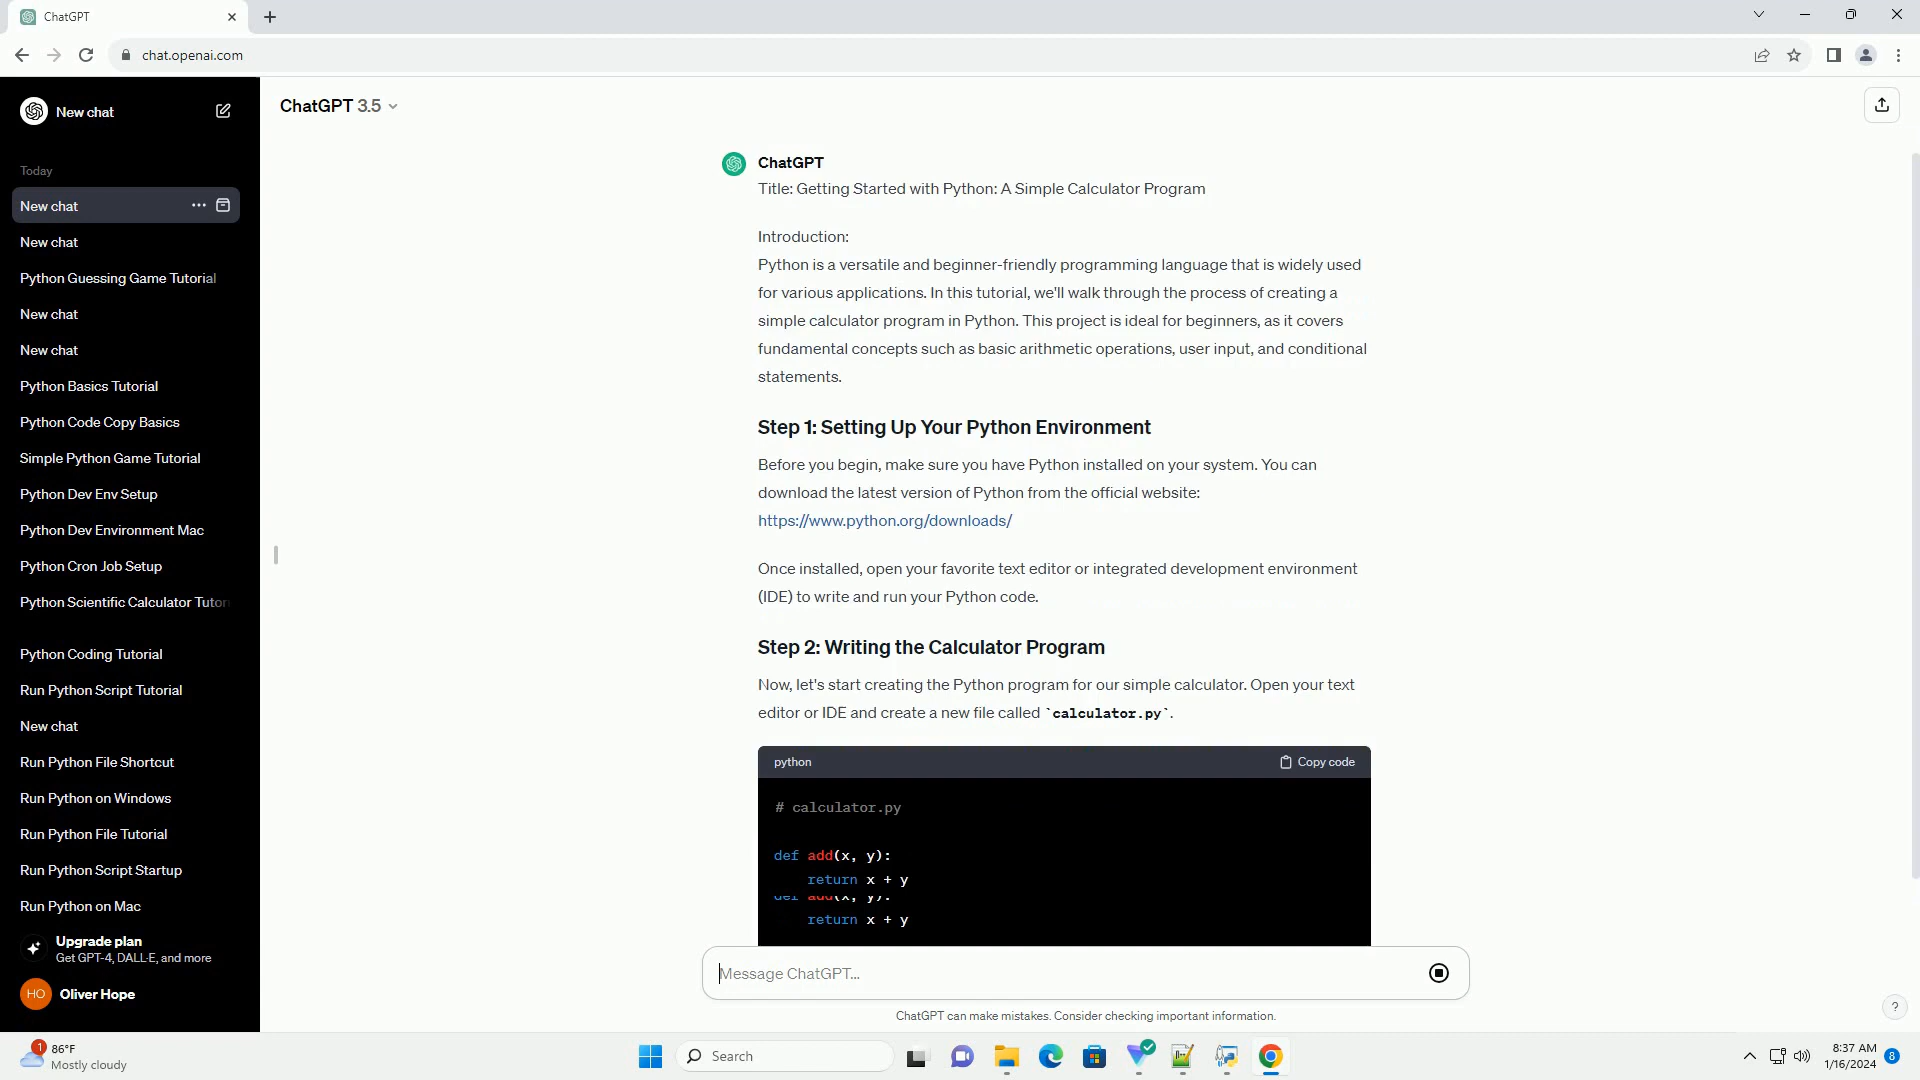 ChatGPT
chat.openai.com
New chat
Today
New chat
New chat
Python Guessing Game Tutorial
New chat
New chat
Python Basics Tutorial
Python Code Copy Basics
Simple Python Game Tutorial
Python Dev Env Setup
Python Dev Environment Mac
Python Cron Job Setup
Python Scientific Calculator Tutor
Python Coding Tutorial
Run Python Script Tutorial
New chat
Run Python File Shortcut
Run Python on Windows
Run Python File Tutorial
Run Python Script Startup
Run Python on Mac
Upgrade plan
Get GPT-4, DALL·E, and more
HO Oliver Hope
ChatGPT 3.5
ChatGPT
Title: Getting Started with Python: A Simple Calculator Program
Introduction:
Python is a versatile and beginner-friendly programming language that is widely used
for various applications. In this tutorial, we'll walk through the process of creating a
simple calculator program in Python. This project is ideal for beginners, as it covers
fundamental concepts such as basic arithmetic operations, user input, and conditional
statements.
Step 1: Setting Up Your Python Environment
Before you begin, make sure you have Python installed on your system. You can
download the latest version of Python from the official website:
https://www.python.org/downloads/
Once installed, open your favorite text editor or integrated development environment
(IDE) to write and run your Python code.
Step 2: Writing the Calculator Program
Now, let's start creating the Python program for our simple calculator. Open your text
editor or IDE and create a new file called `calculator.py`.
python Copy code
# calculator.py
def add(x, y):
return x + y
def add(x, y):
return x + y
Message ChatGPT...
ChatGPT can make mistakes. Consider checking important information.
?
1 86°F
Mostly cloudy
Search
8:37 AM
1/16/2024 8